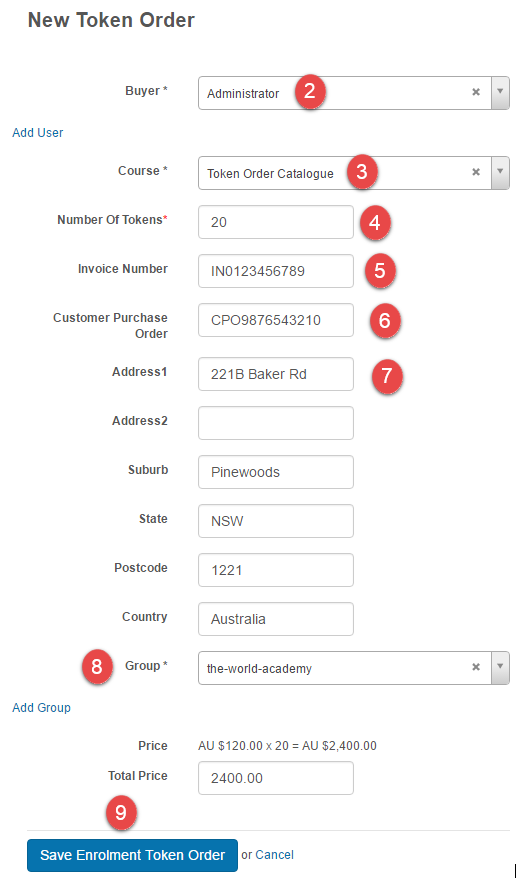 New Token Order
Buyer * Administrator × 2
Add User
Course * Token Order Catalogue × 3
Number Of Tokens* 20 4
Invoice Number IN0123456789 5
Customer Purchase
Order CPO9876543210 6
Address1 221B Baker Rd 7
Address2
Suburb Pinewoods
State NSW
Postcode 1221
Country Australia
8 Group * the-world-academy ×
Add Group
Price AU $120.00 x 20 = AU $2,400.00
Total Price 2400.00
9
Save Enrolment Token Order or Cancel